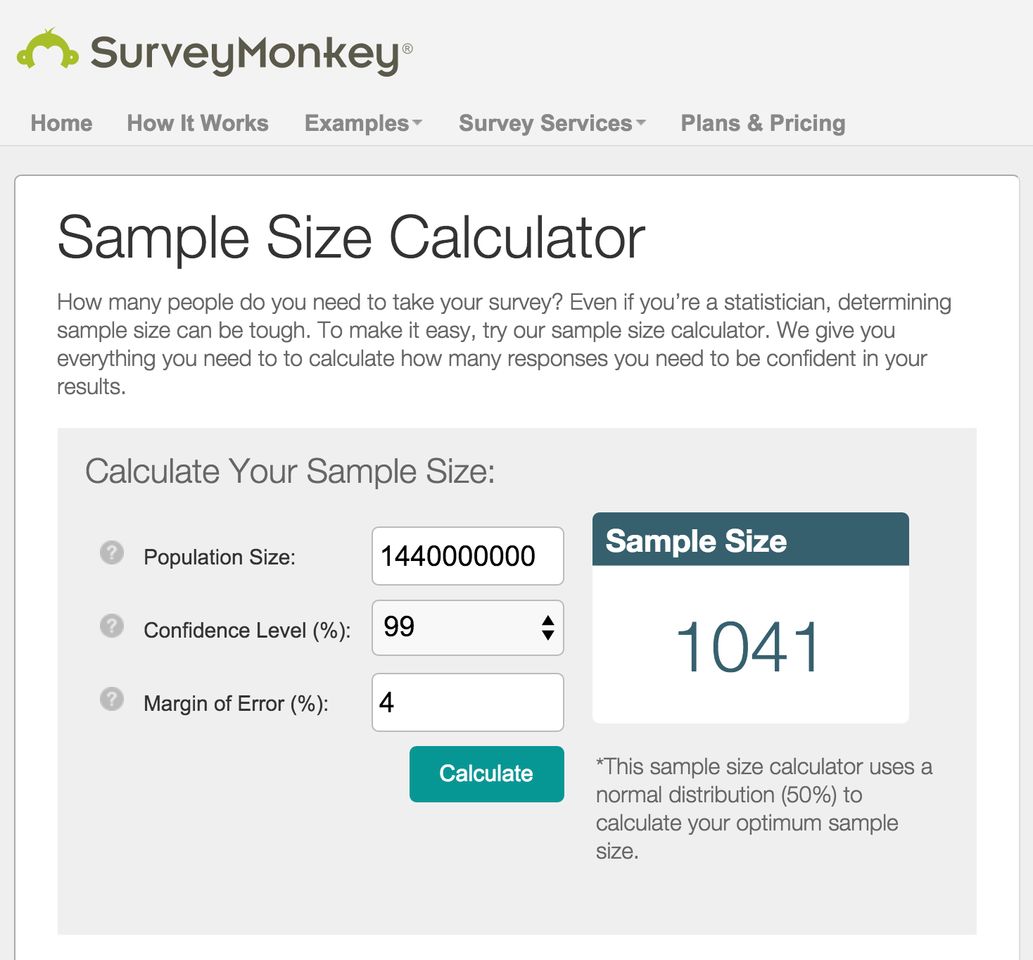 SurveyMonkey®
Home How It Works Examples Survey Services Plans & Pricing
Sample Size Calculator
How many people do you need to take your survey? Even if you’re a statistician, determining
sample size can be tough. To make it easy, try our sample size calculator. We give you
everything you need to to calculate how many responses you need to be confident in your
results.
Calculate Your Sample Size:
? Population Size: 1440000000
? Confidence Level (%): 99
? Margin of Error (%): 4
Calculate
Sample Size
1041
*This sample size calculator uses a
normal distribution (50%) to
calculate your optimum sample
size.